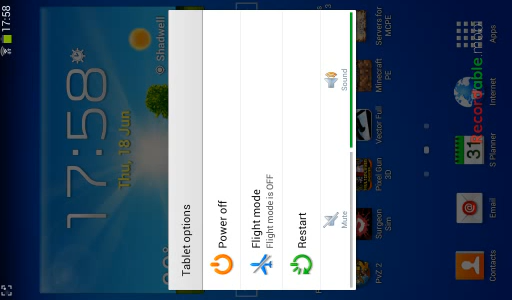 17:58
17:58
Thu, 18 Jun
Shadwell
Tablet options
Power off
Flight mode
Flight mode is OFF
Restart
Mute
Sound
PvZ 2
Surgeon
Sim
Pixel Gun
3D
Vector Full
Minecraft
PE
Servers for
MCPE
Contacts
Email
31
S Planner
Internet
Apps
Recordable.mobi